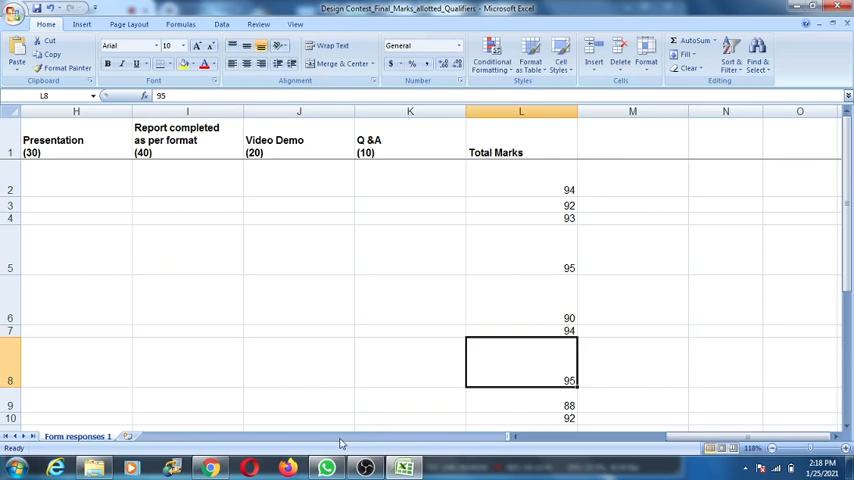 Design Contest_Final_Marks_allotted_Qualifiers - Microsoft Excel
Home Insert Page Layout Formulas Data Review View
Paste
Cut
Copy
Format Painter
Clipboard
Arial 10
B I U
Font
Wrap Text
Merge & Center
Alignment
General
$ % ,
Number
Conditional Formatting
Format as Table
Cell Styles
Styles
Insert Delete Format
Cells
Σ AutoSum
Fill
Clear
Sort & Filter
Find & Select
Editing
L8 fx 95
H I J K L M N O
1 Presentation (30) Report completed as per format (40) Video Demo (20) Q &A (10) Total Marks
2 94
3 92
4 93
5 95
6 90
7 94
8 95
9 88
10 92
Form responses 1
Ready 118%
2:18 PM
1/25/2021